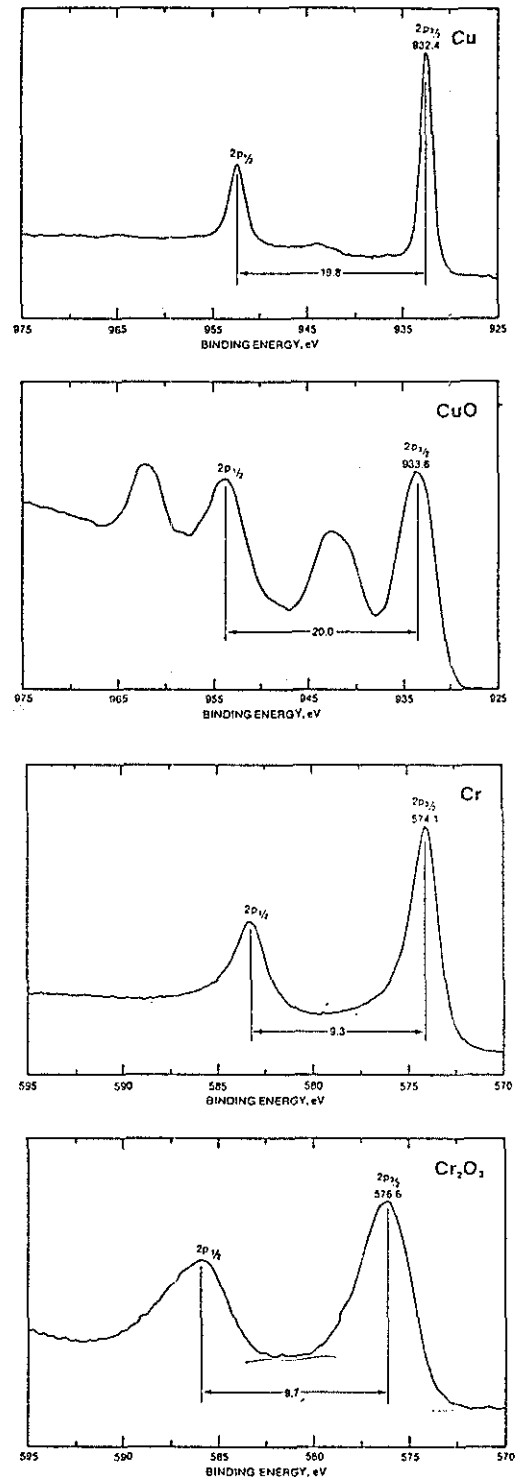 2p3/2
932.4
Cu
2p1/2
19.8
975 965 955 945 935 925
BINDING ENERGY, eV
CuO
2p3/2
933.6
2p1/2
20.0
975 965 955 945 935 925
BINDING ENERGY, eV
Cr
2p3/2
574.1
2p1/2
9.3
595 590 585 580 575 570
BINDING ENERGY, eV
Cr₂O₃
2p3/2
576.6
2p1/2
9.7
595 590 585 580 575 570
BINDING ENERGY, eV